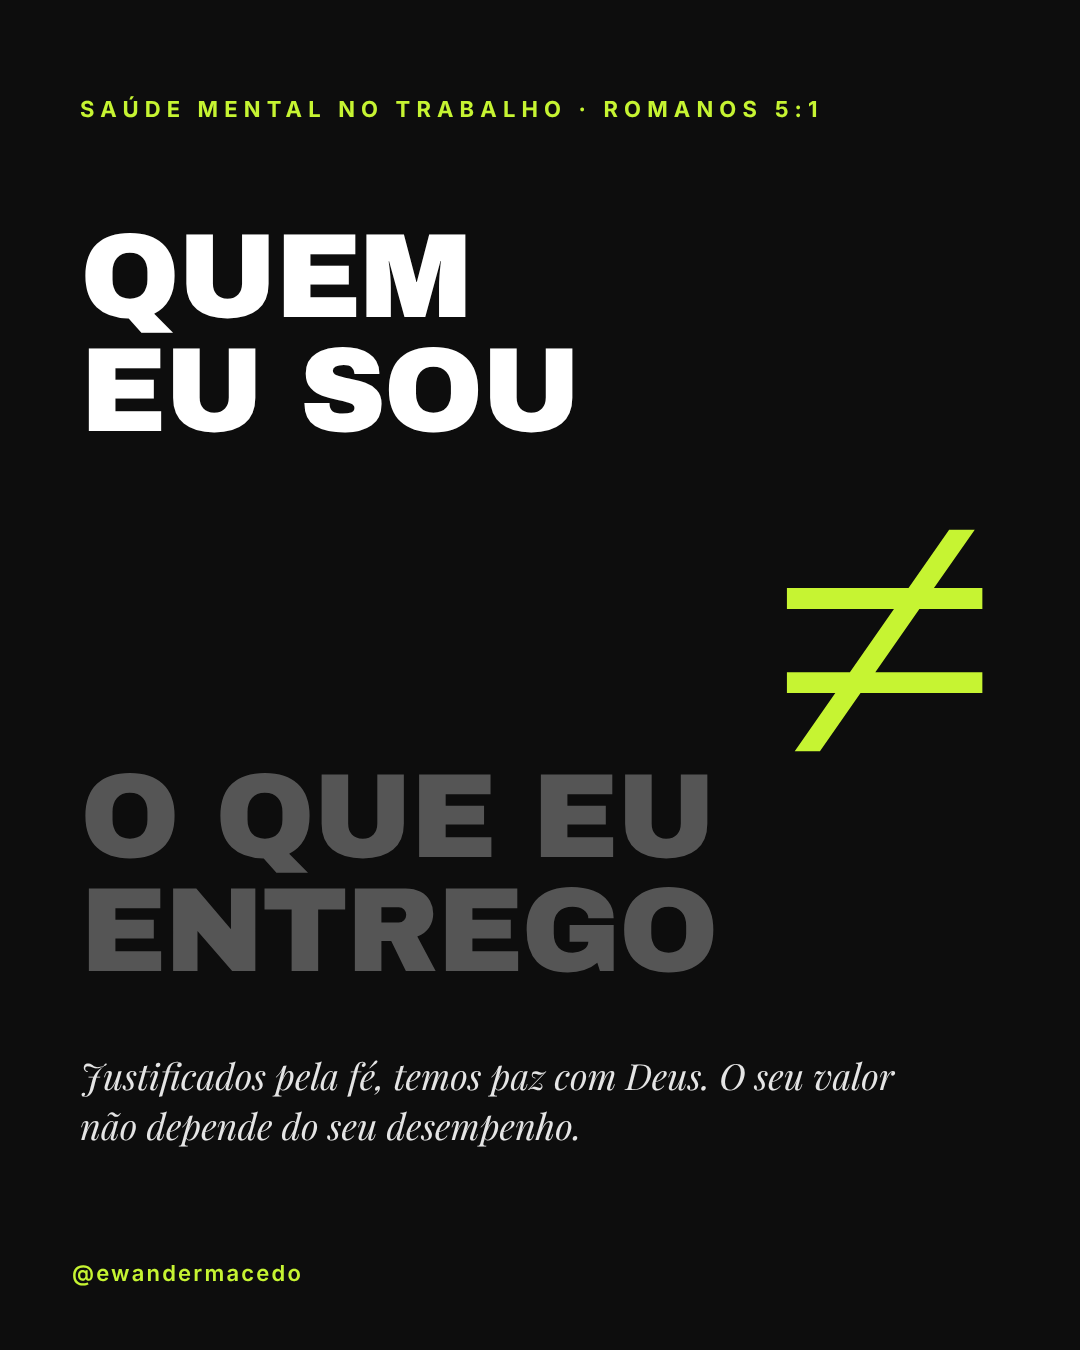 SAÚDE MENTAL NO TRABALHO · ROMANOS 5:1
QUEM
EU SOU
≠
O QUE EU
ENTREGO
Justificados pela fé, temos paz com Deus. O seu valor
não depende do seu desempenho.
@ewandermacedo